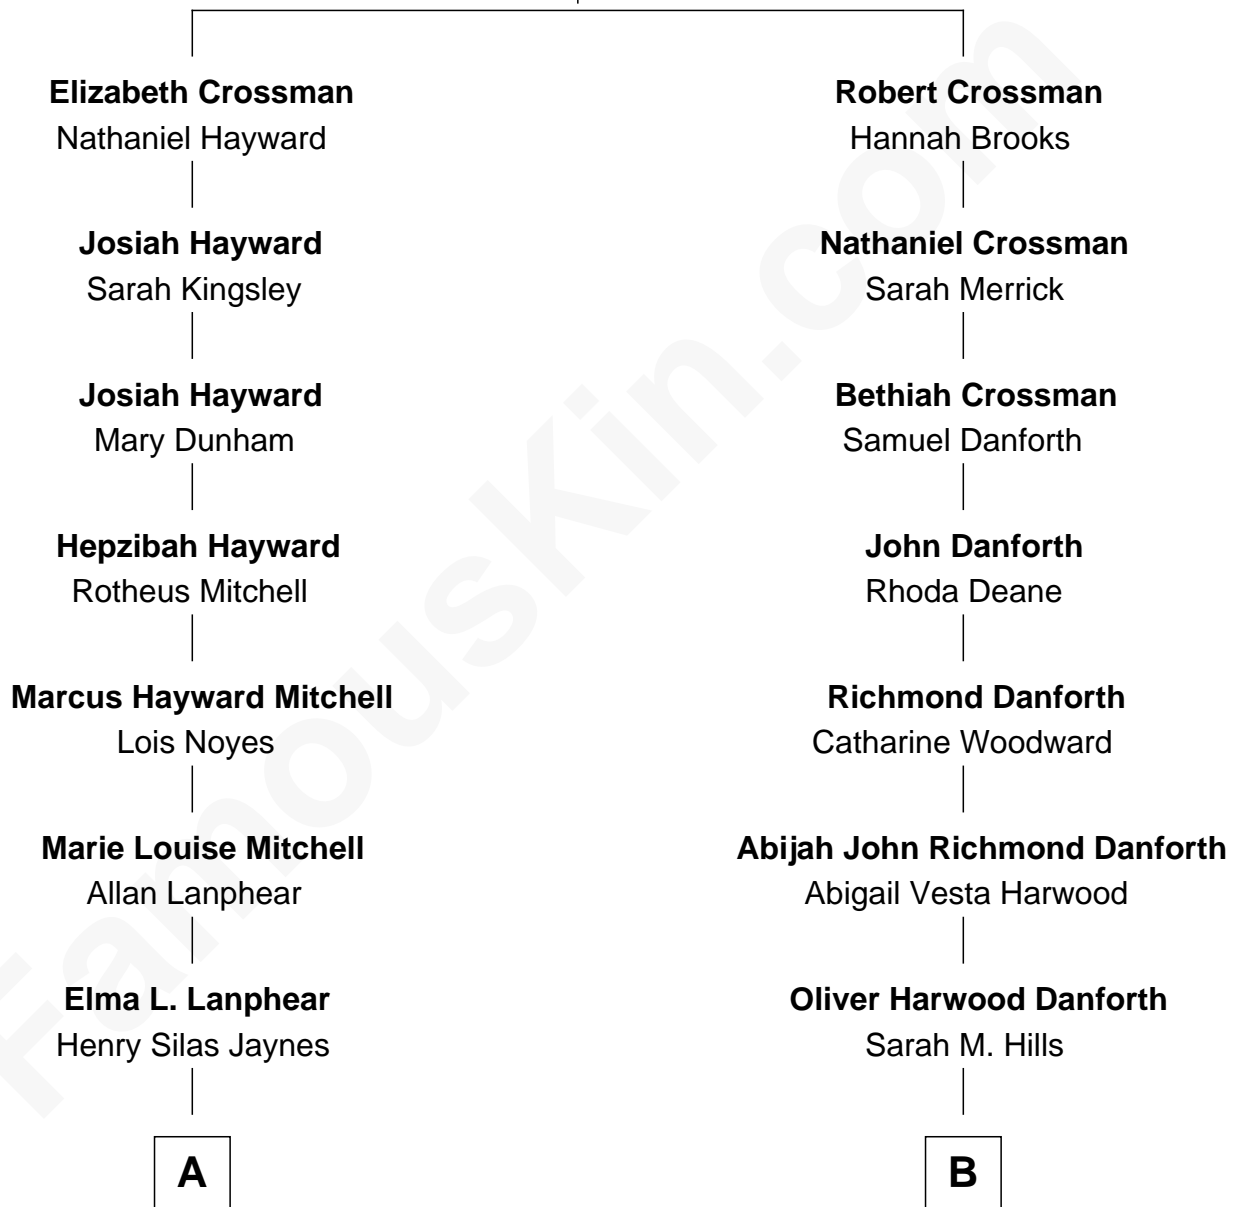 Elizabeth Crossman
Nathaniel Hayward
Robert Crossman
Hannah Brooks
Josiah Hayward
Sarah Kingsley
Nathaniel Crossman
Sarah Merrick
Josiah Hayward
Mary Dunham
Bethiah Crossman
Samuel Danforth
Hepzibah Hayward
Rotheus Mitchell
John Danforth
Rhoda Deane
Marcus Hayward Mitchell
Lois Noyes
Richmond Danforth
Catharine Woodward
Marie Louise Mitchell
Allan Lanphear
Abijah John Richmond Danforth
Abigail Vesta Harwood
Elma L. Lanphear
Henry Silas Jaynes
Oliver Harwood Danforth
Sarah M. Hills
A
B
FamousKin.com